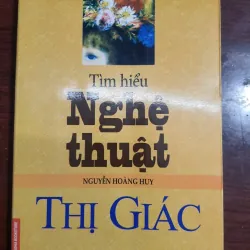 Tìm hiểu
Nghệ
thuật
NGUYỄN HOÀNG HUY
THỊ GIÁC